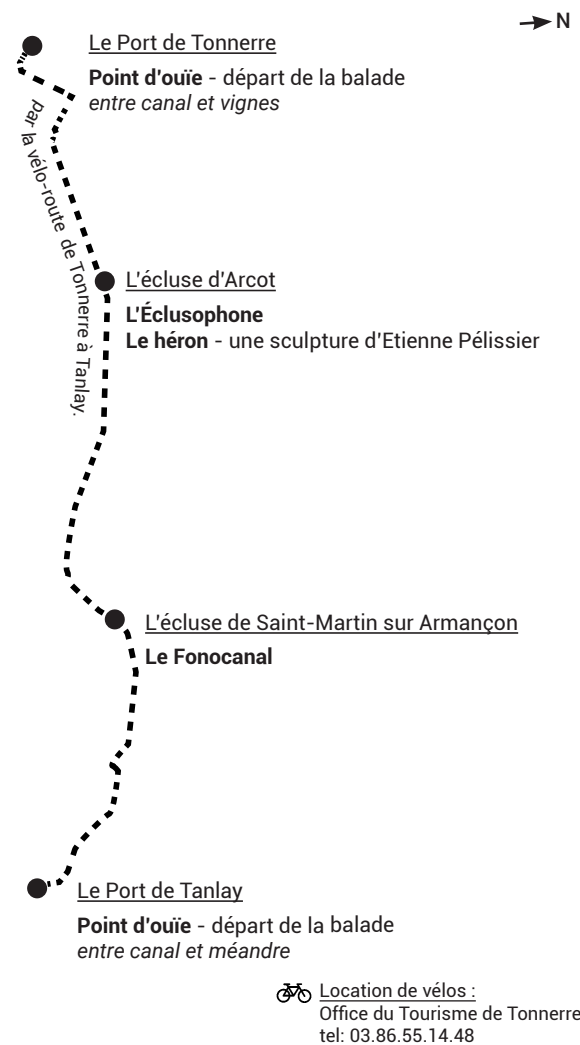 N
Le Port de Tonnerre
Point d'ouïe - départ de la balade
entre canal et vignes
par la vélo-route de Tonnerre à Tanlay.
L'écluse d'Arcot
L'Éclusophone
Le héron - une sculpture d'Etienne Pélissier
L'écluse de Saint-Martin sur Armançon
Le Fonocanal
Le Port de Tanlay
Point d'ouïe - départ de la balade
entre canal et méandre
Location de vélos :
Office du Tourisme de Tonnerre
tel: 03.86.55.14.48